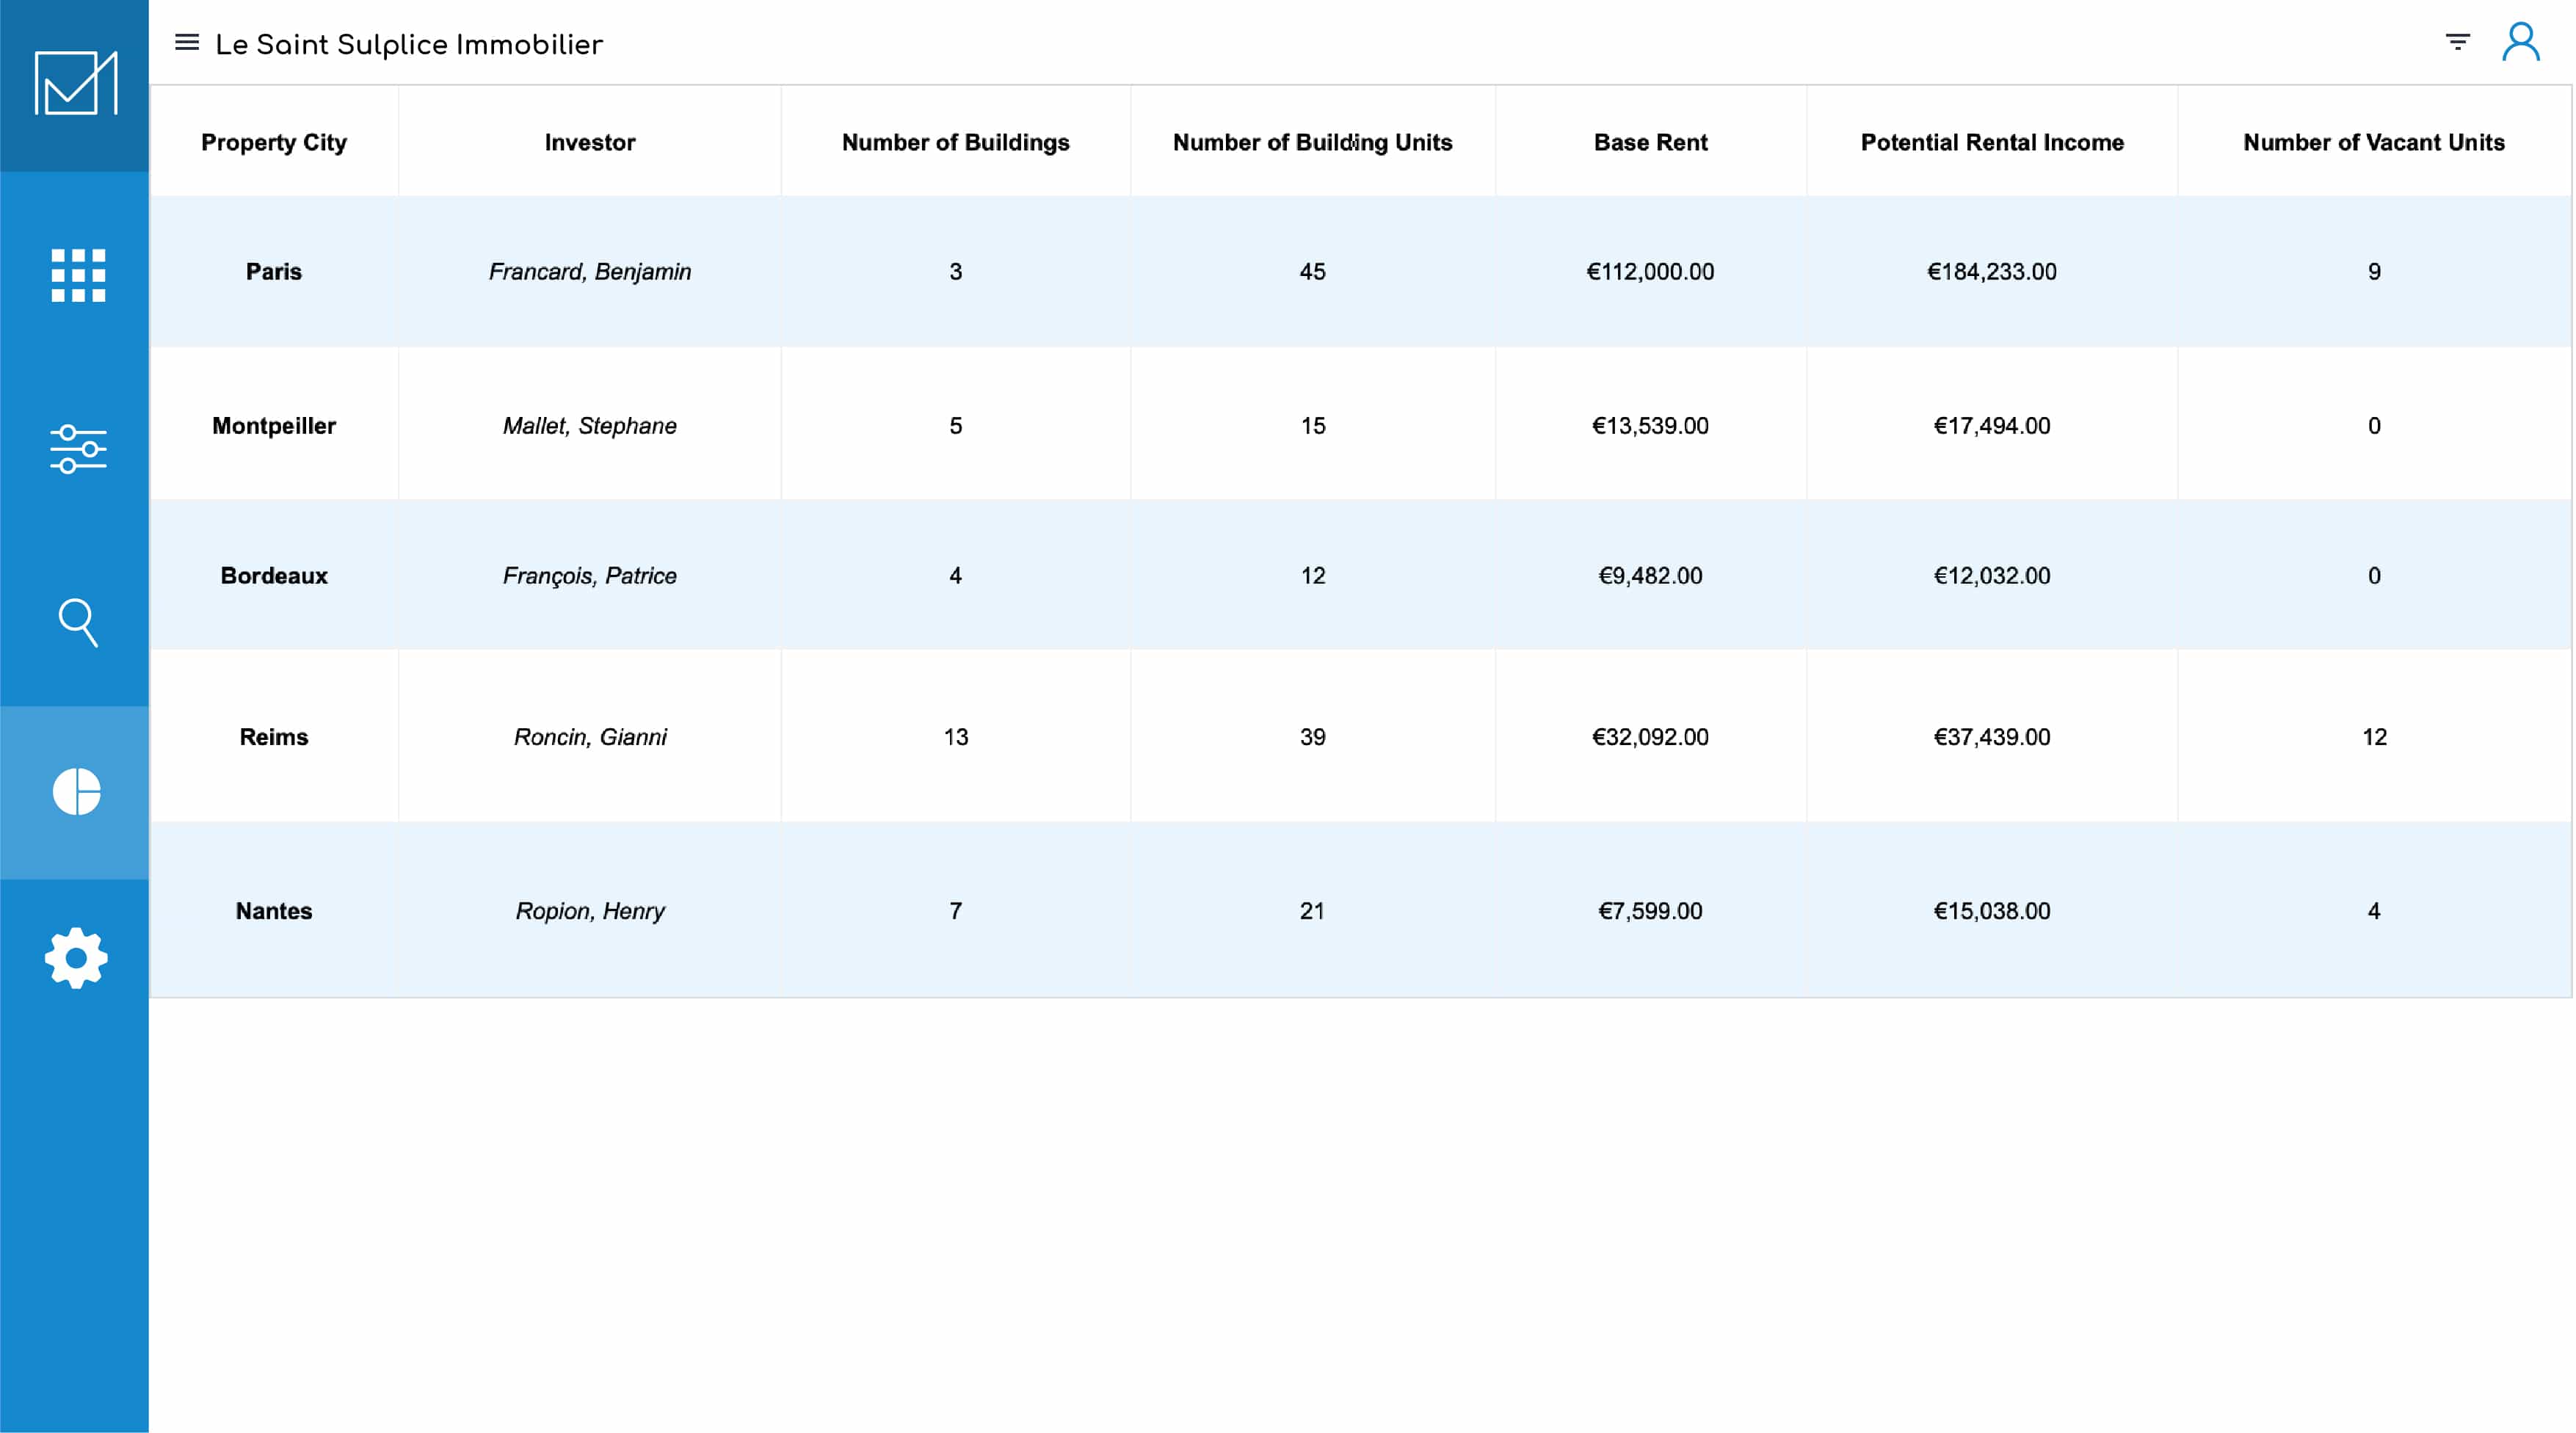 Le Saint Sulplice Immobilier
Property City Investor Number of Buildings Number of Building Units Base Rent Potential Rental Income Number of Vacant Units
Paris Francard, Benjamin 3 45 €112,000.00 €184,233.00 9
Montpeiller Mallet, Stephane 5 15 €13,539.00 €17,494.00 0
Bordeaux François, Patrice 4 12 €9,482.00 €12,032.00 0
Reims Roncin, Gianni 13 39 €32,092.00 €37,439.00 12
Nantes Ropion, Henry 7 21 €7,599.00 €15,038.00 4